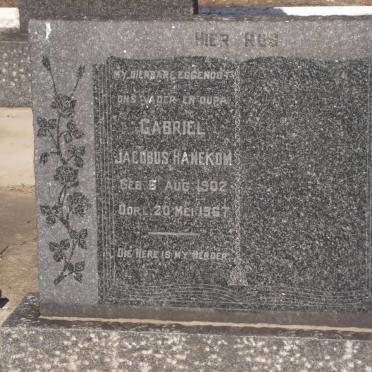 HIER RUS
MY DIERBARE EGGENOOT
ONS VADER EN OUPA
GABRIEL
JACOBUS HANEKOM
GEB. 5 AUG 1902
OORL. 20 MEI 1967
DIE HERE IS MY HERDER